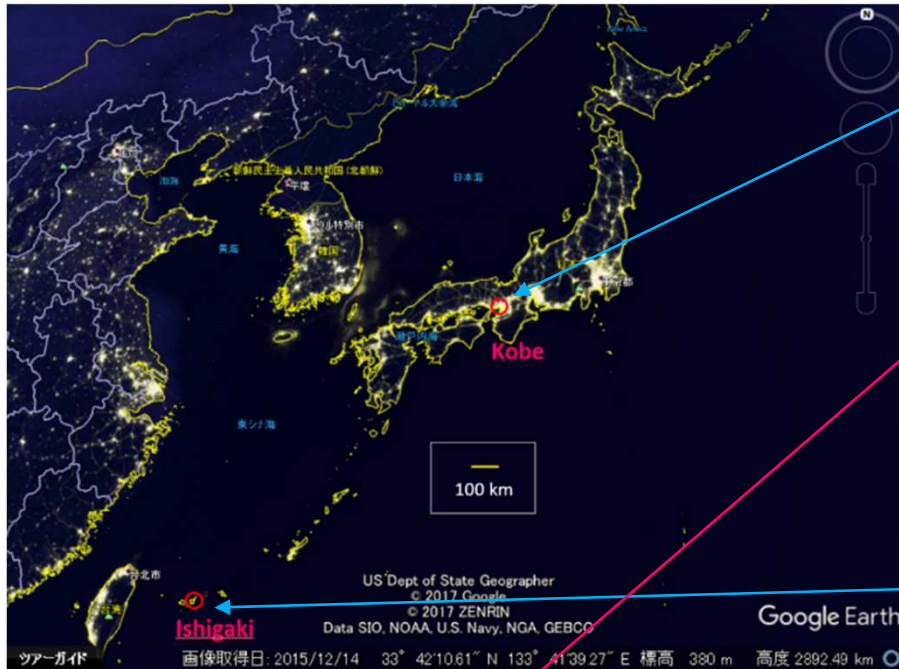 N
日本海
渤海
朝鮮民主主義人民共和国 (北朝鮮)
平壌
ソウル特別市
韓国
黄海
東京都
瀬戸内海
Kobe
東シナ海
100 km
台北市
台湾
Ishigaki
US Dept of State Geographer
© 2017 Google
© 2017 ZENRIN
Data SIO, NOAA, U.S. Navy, NGA, GEBCO
Google Earth
ツアーガイド
画像取得日: 2015/12/14 33° 42'10.61" N 133° 41'39.27" E 標高 380 m 高度 2892.49 km